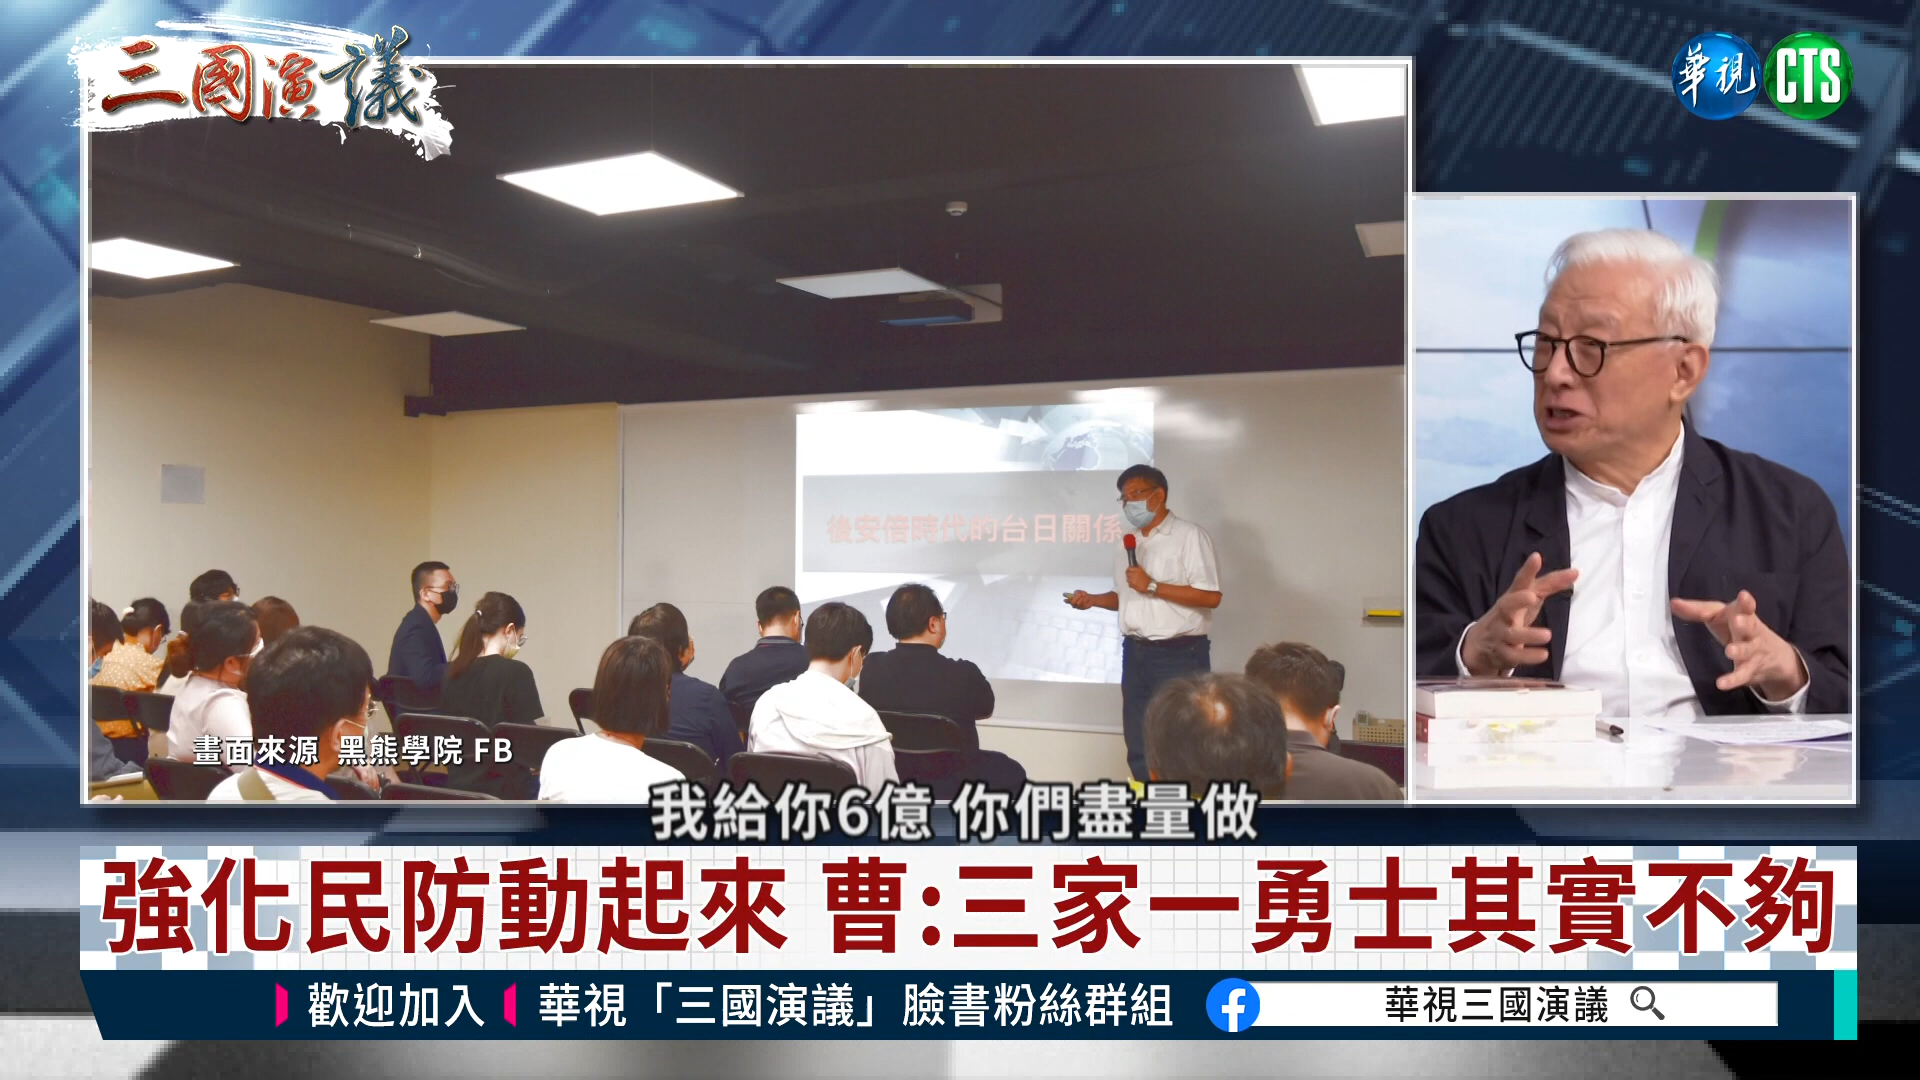 三國演議
華視 CTS
後安倍時代的台日關係
畫面來源 黑熊學院 FB
我給你6億 你們盡量做
強化民防動起來 曹:三家一勇士其實不夠
歡迎加入 華視「三國演議」臉書粉絲群組
華視三國演議